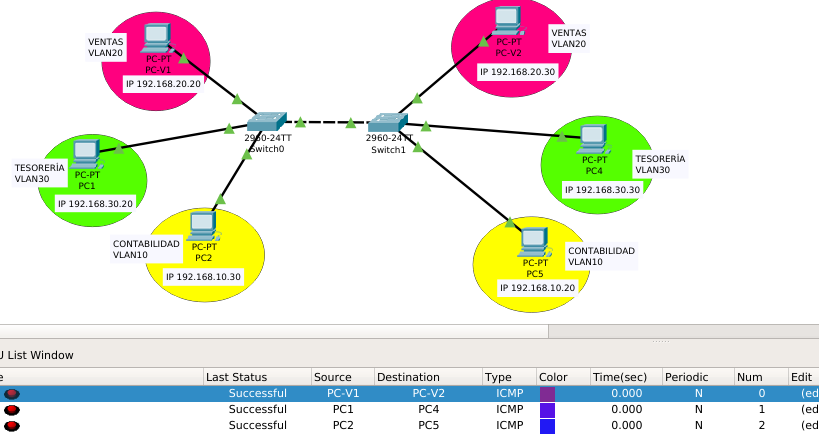 VENTAS
VLAN20
PC-PT
PC-V1
IP 192.168.20.20
PC-PT
PC-V2
VENTAS
VLAN20
IP 192.168.20.30
2960-24TT
Switch0
2960-24TT
Switch1
TESORERÍA
VLAN30
PC-PT
PC1
IP 192.168.30.20
PC-PT
PC4
TESORERÍA
VLAN30
IP 192.168.30.30
CONTABILIDAD
VLAN10
PC-PT
PC2
IP 192.168.10.30
PC-PT
PC5
CONTABILIDAD
VLAN10
IP 192.168.10.20
U List Window
e Last Status Source Destination Type Color Time(sec) Periodic Num Edit
Successful PC-V1 PC-V2 ICMP 0.000 N 0 (ed
Successful PC1 PC4 ICMP 0.000 N 1 (ed
Successful PC2 PC5 ICMP 0.000 N 2 (ed